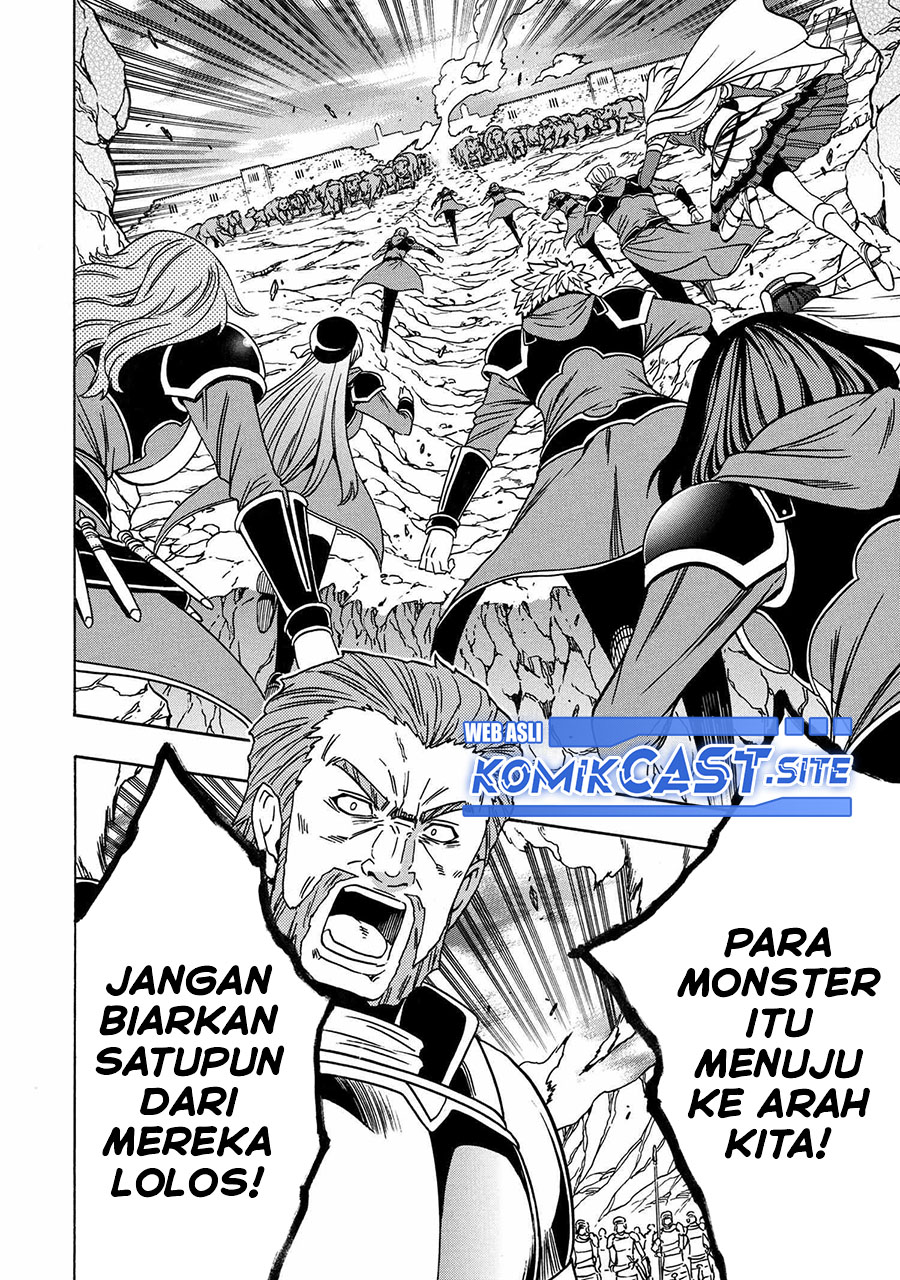 WEB ASLI
KOMIKCAST.SITE
PARA
MONSTER
ITU
MENUJU
KE ARAH
KITA!
JANGAN
BIARKAN
SATUPUN
DARI
MEREKA
LOLOS!